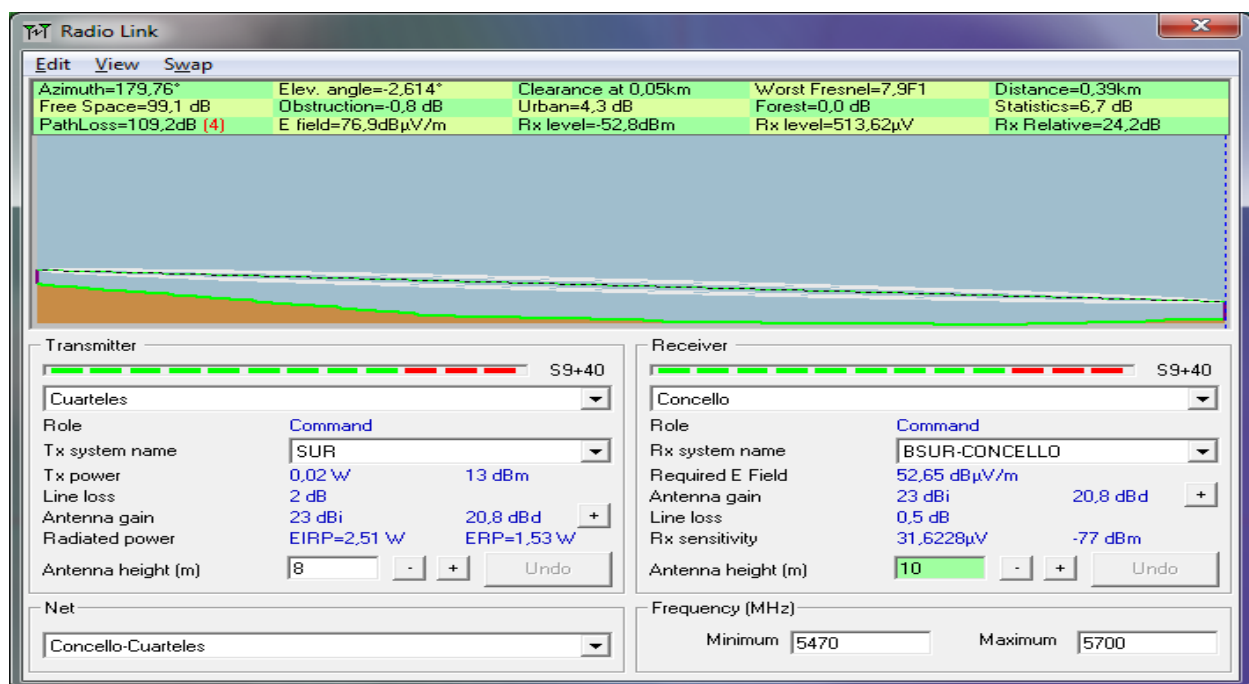 Radio Link
Edit View Swap
Azimuth=179,76° Elev. angle=-2,614° Clearance at 0,05km Worst Fresnel=7,9F1 Distance=0,39km
Free Space=99,1 dB Obstruction=-0,8 dB Urban=4,3 dB Forest=0,0 dB Statistics=6,7 dB
PathLoss=109,2dB (4) E field=76,9dBµV/m Rx level=-52,8dBm Rx level=513,62µV Rx Relative=24,2dB
Transmitter
S9+40
Cuarteles
Role Command
Tx system name SUR
Tx power 0,02 W 13 dBm
Line loss 2 dB
Antenna gain 23 dBi 20,8 dBd +
Radiated power EIRP=2,51 W ERP=1,53 W
Antenna height (m) 8 - + Undo
Net
Concello-Cuarteles
Receiver
S9+40
Concello
Role Command
Rx system name BSUR-CONCELLO
Required E Field 52,65 dBµV/m
Antenna gain 23 dBi 20,8 dBd +
Line loss 0,5 dB
Rx sensitivity 31,6228µV -77 dBm
Antenna height (m) 10 - + Undo
Frequency (MHz)
Minimum 5470 Maximum 5700